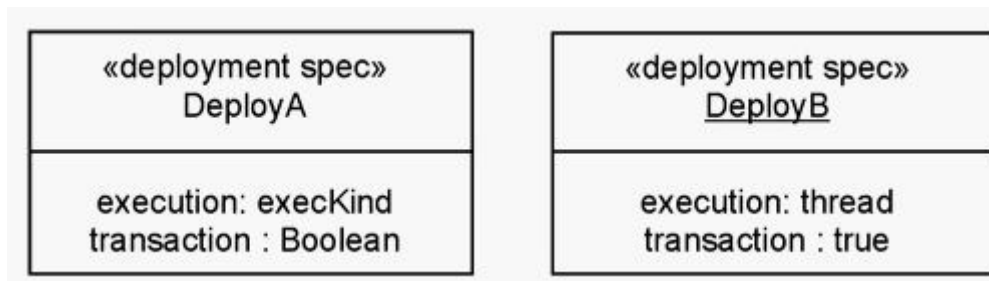 «deployment spec»
DeployA
execution: execKind
transaction : Boolean
«deployment spec»
DeployB
execution: thread
transaction : true